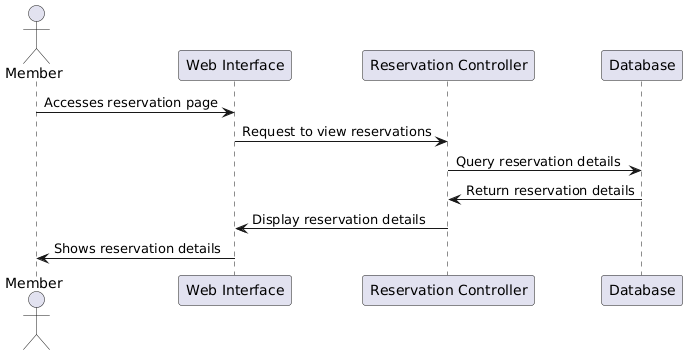 Member
Web Interface
Reservation Controller
Database
Accesses reservation page
Request to view reservations
Query reservation details
Return reservation details
Display reservation details
Shows reservation details
Member
Web Interface
Reservation Controller
Database